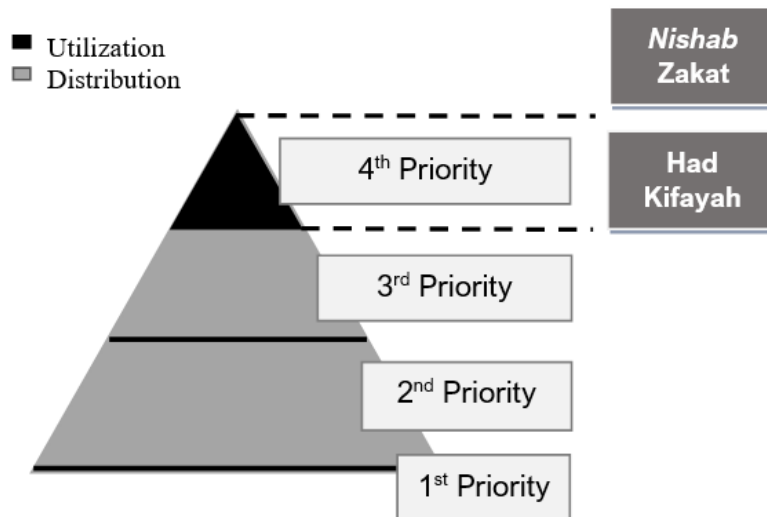 Utilization
Distribution
Nishab
Zakat
4th Priority
Had
Kifayah
3rd Priority
2nd Priority
1st Priority